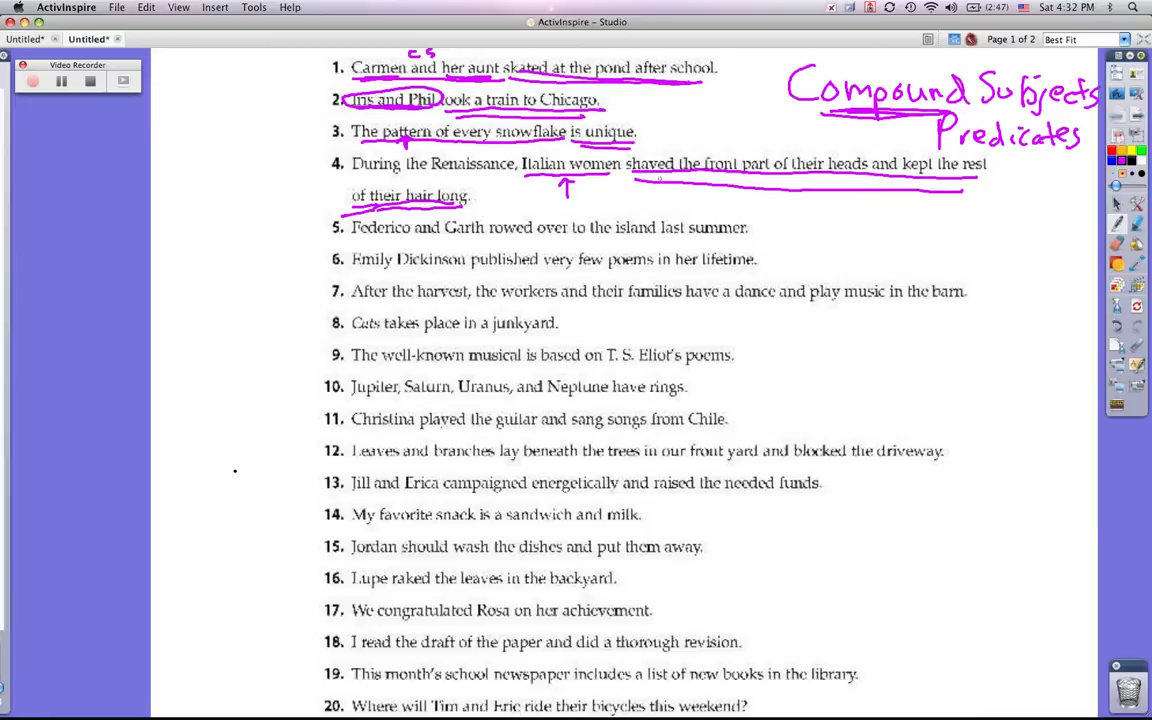 ActivInspire File Edit View Insert Tools Help (2:47) Sat 4:32 PM
ActivInspire – Studio
Untitled* Untitled* Page 1 of 2 Best Fit
Video Recorder
cs
1. Carmen and her aunt skated at the pond after school.
Compound Subjects
2. Iris and Phil took a train to Chicago.
Predicates
3. The pattern of every snowflake is unique.
4. During the Renaissance, Italian women shaved the front part of their heads and kept the rest
of their hair long.
5. Federico and Garth rowed over to the island last summer.
6. Emily Dickinson published very few poems in her lifetime.
7. After the harvest, the workers and their families have a dance and play music in the barn.
8. Cats takes place in a junkyard.
9. The well-known musical is based on T. S. Eliot's poems.
10. Jupiter, Saturn, Uranus, and Neptune have rings.
11. Christina played the guitar and sang songs from Chile.
12. Leaves and branches lay beneath the trees in our front yard and blocked the driveway.
13. Jill and Erica campaigned energetically and raised the needed funds.
14. My favorite snack is a sandwich and milk.
15. Jordan should wash the dishes and put them away.
16. Lupe raked the leaves in the backyard.
17. We congratulated Rosa on her achievement.
18. I read the draft of the paper and did a thorough revision.
19. This month's school newspaper includes a list of new books in the library.
20. Where will Tim and Eric ride their bicycles this weekend?